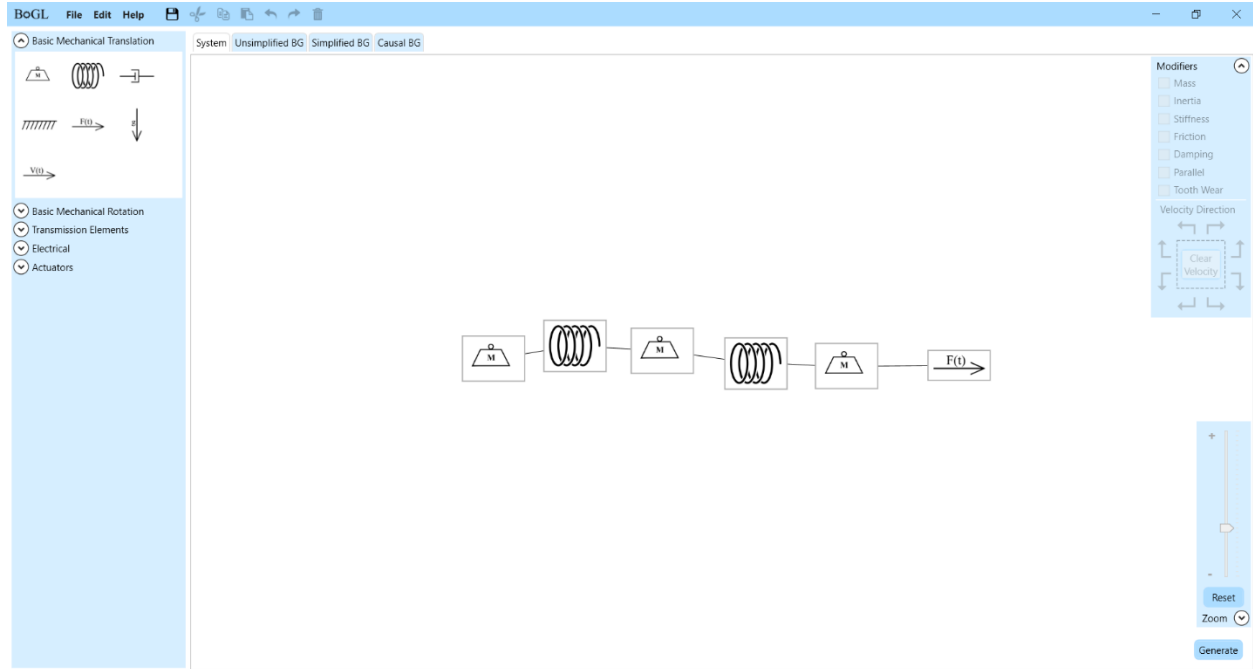 BoGL File Edit Help
Basic Mechanical Translation
M
F(t)
g
V(t)
Basic Mechanical Rotation
Transmission Elements
Electrical
Actuators
System Unsimplified BG Simplified BG Causal BG
M
M
M
F(t)
Modifiers
Mass
Inertia
Stiffness
Friction
Damping
Parallel
Tooth Wear
Velocity Direction
Clear
Velocity
+
-
Reset
Zoom
Generate